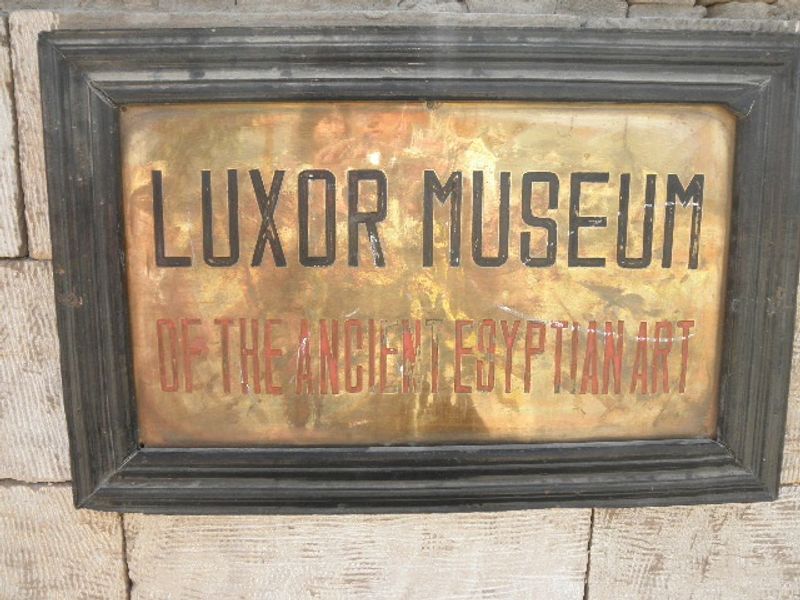 LUXOR MUSEUM
OF THE ANCIENT EGYPTIAN ART